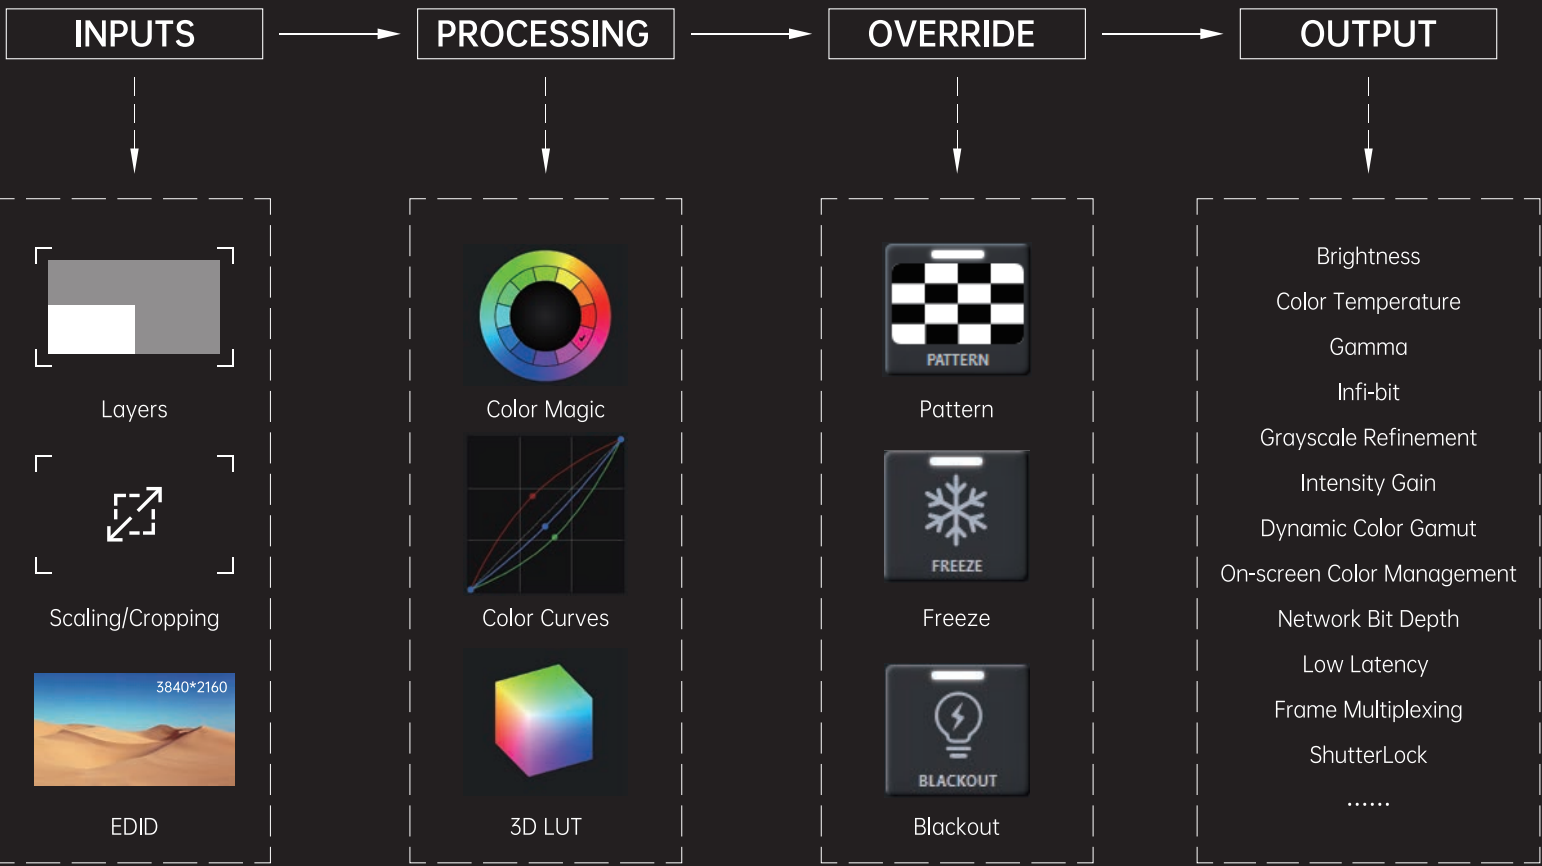 INPUTS
PROCESSING
OVERRIDE
OUTPUT
Layers
Scaling/Cropping
3840*2160
EDID
Color Magic
Color Curves
3D LUT
PATTERN
Pattern
FREEZE
Freeze
BLACKOUT
Blackout
Brightness
Color Temperature
Gamma
Infi-bit
Grayscale Refinement
Intensity Gain
Dynamic Color Gamut
On-screen Color Management
Network Bit Depth
Low Latency
Frame Multiplexing
ShutterLock
......